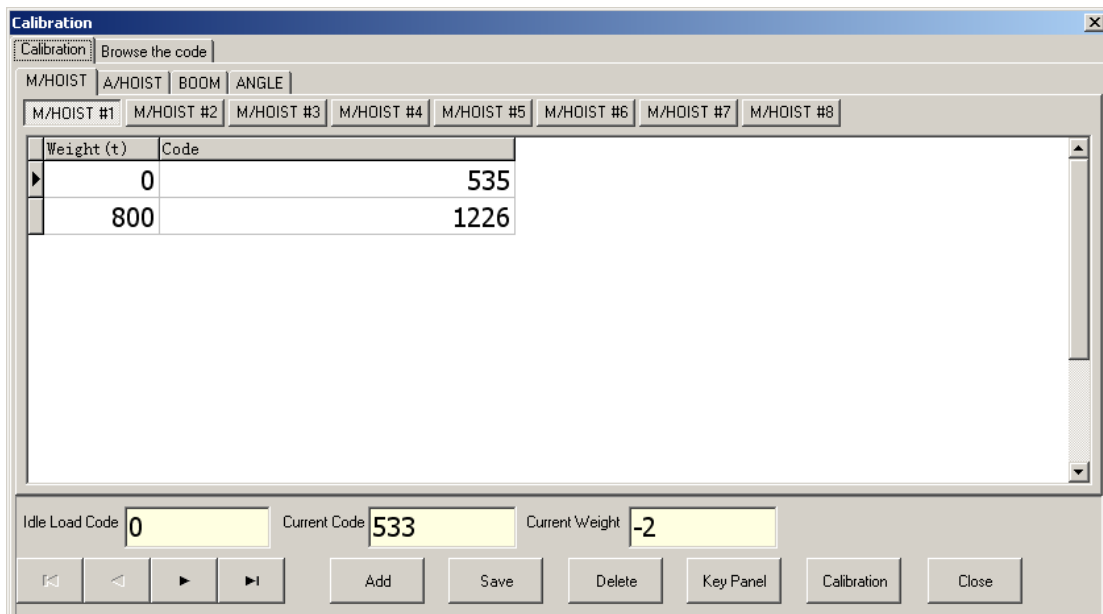 Calibration
Calibration Browse the code
M/HOIST A/HOIST BOOM ANGLE
M/HOIST #1 M/HOIST #2 M/HOIST #3 M/HOIST #4 M/HOIST #5 M/HOIST #6 M/HOIST #7 M/HOIST #8
Weight(t) Code
0 535
800 1226
Idle Load Code 0 Current Code 533 Current Weight -2
Add Save Delete Key Panel Calibration Close